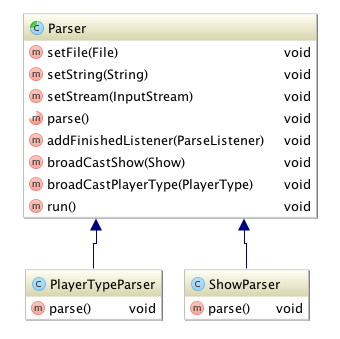 Parser
setFile(File) void
setString(String) void
setStream(InputStream) void
parse() void
addFinishedListener(ParseListener) void
broadCastShow(Show) void
broadCastPlayerType(PlayerType) void
run() void
PlayerTypeParser
parse() void
ShowParser
parse() void